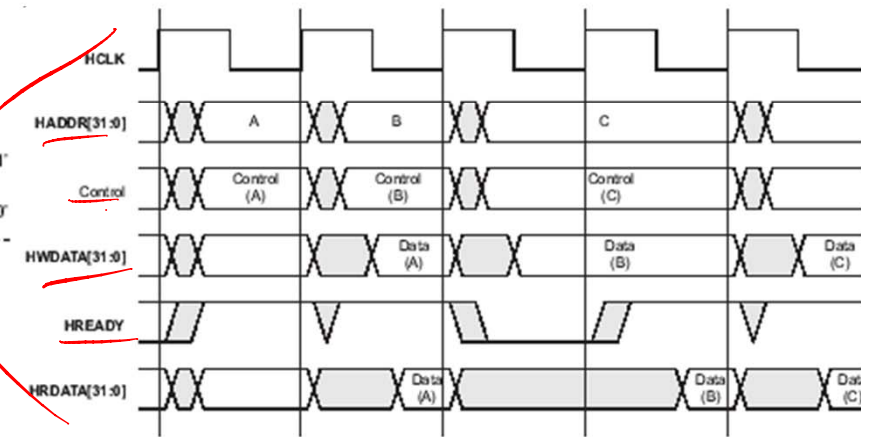 HCLK
HADDR[31:0] A B C
Control Control (A) Control (B) Control (C)
HWDATA[31:0] Data (A) Data (B) Data (C)
HREADY
HRDATA[31:0] Data (A) Data (B) Dat (C)